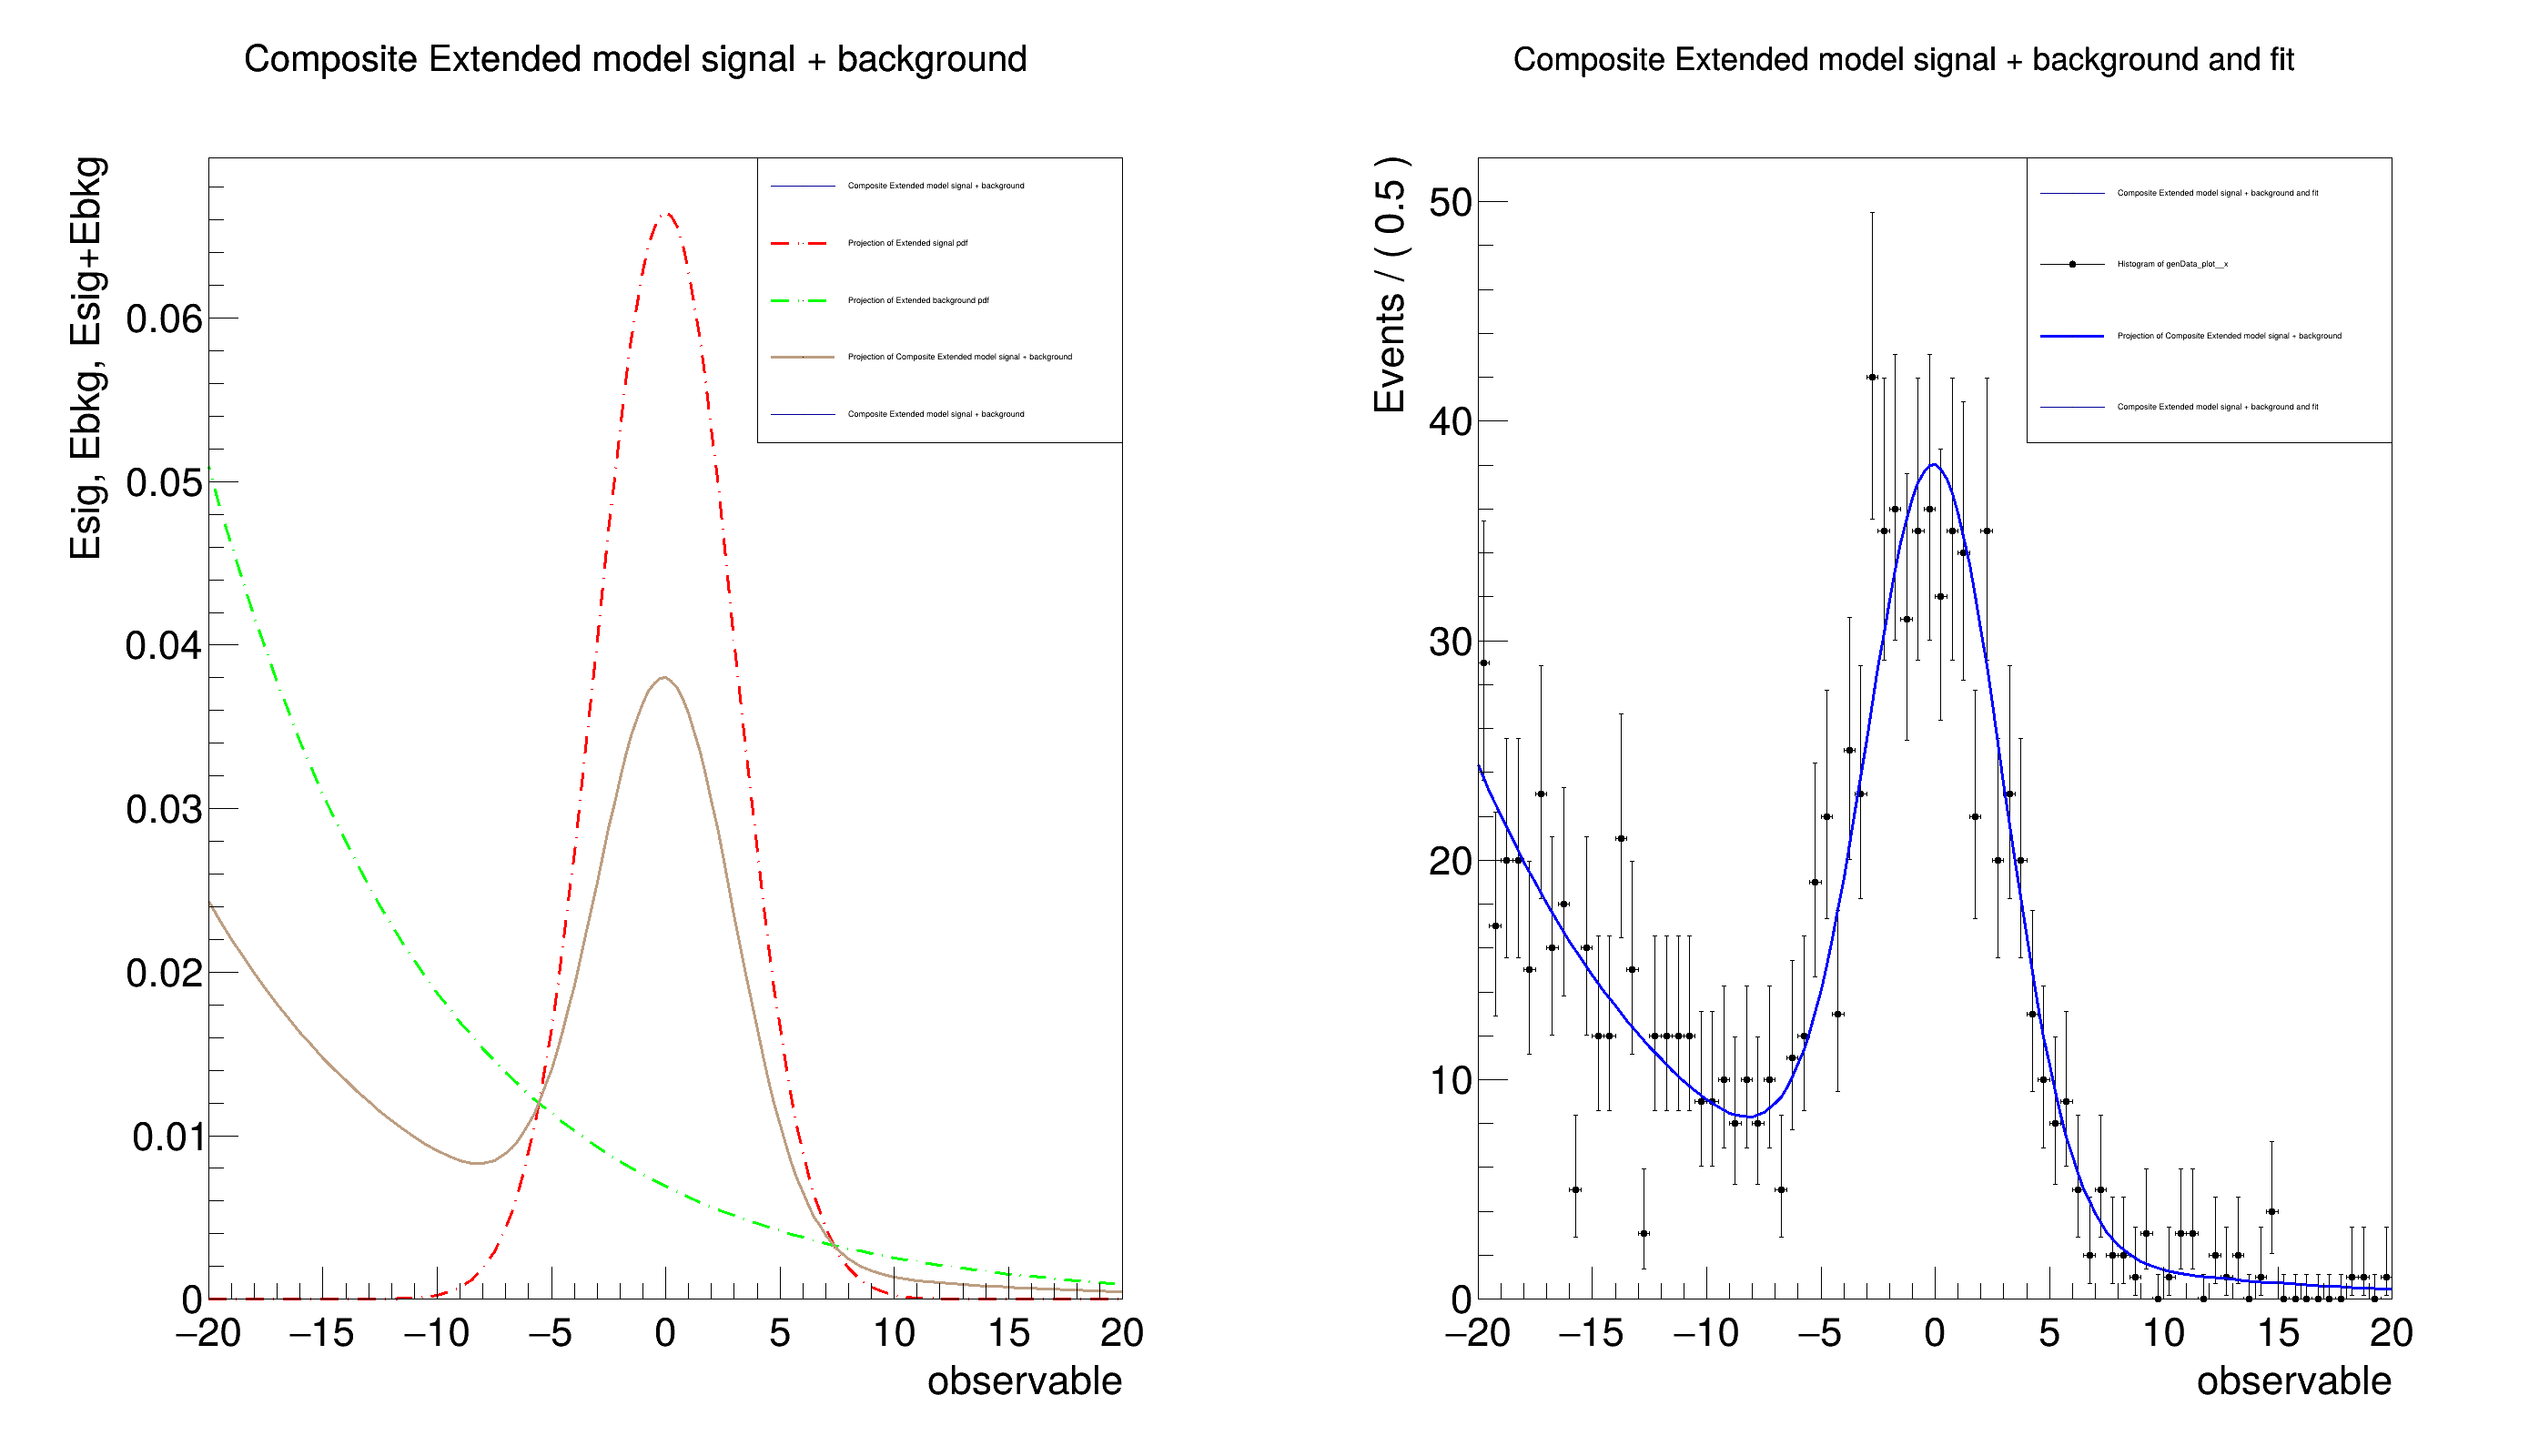 Composite Extended model signal + background
Esig, Ebkg, Esig+Ebkg
0.06
0.05
0.04
0.03
0.02
0.01
0
−20 −15 −10 −5 0 5 10 15 20
observable
Composite Extended model signal + background
Projection of Extended signal pdf
Projection of Extended background pdf
Projection of Composite Extended model signal + background
Composite Extended model signal + background
Composite Extended model signal + background and fit
Events / ( 0.5 )
50
40
30
20
10
0
−20 −15 −10 −5 0 5 10 15 20
observable
Composite Extended model signal + background and fit
Histogram of genData_plot__x
Projection of Composite Extended model signal + background
Composite Extended model signal + background and fit